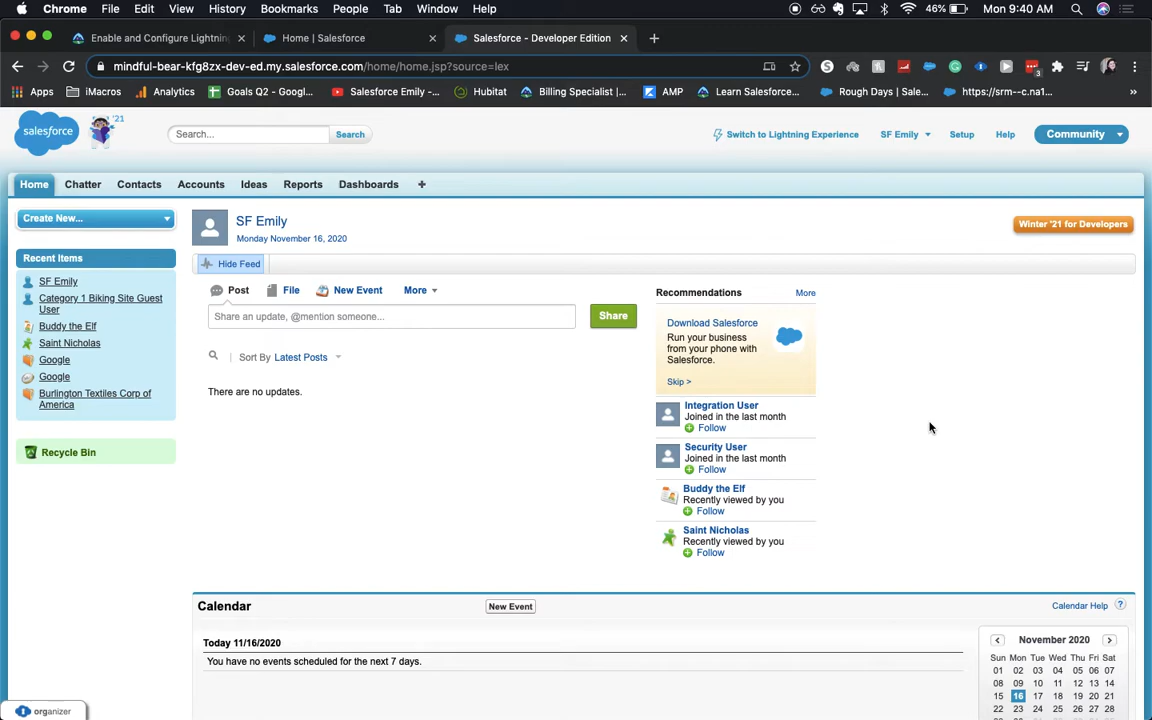 Chrome File Edit View History Bookmarks People Tab Window Help 46% Mon 9:40 AM
Enable and Configure Lightnin
Home | Salesforce
Salesforce - Developer Edition
mindful-bear-kfg8zx-dev-ed.my.salesforce.com/home/home.jsp?source=lex
3
Apps iMacros Analytics Goals Q2 - Googl... Salesforce Emily -... Hubitat Billing Specialist |... AMP Learn Salesforce... Rough Days | Sale... https://srm--c.na1... »
salesforce
'21
Search...
Search
Switch to Lightning Experience
SF Emily
Setup
Help
Community
Home Chatter Contacts Accounts Ideas Reports Dashboards +
Create New...
SF Emily
Monday November 16, 2020
Winter '21 for Developers
Recent Items
SF Emily
Category 1 Biking Site Guest
User
Buddy the Elf
Saint Nicholas
Google
Google
Burlington Textiles Corp of
America
Recycle Bin
Hide Feed
Post File New Event More
Share an update, @mention someone...
Share
Sort By Latest Posts
There are no updates.
Recommendations More
Download Salesforce
Run your business
from your phone with
Salesforce.
Skip >
Integration User
Joined in the last month
Follow
Security User
Joined in the last month
Follow
Buddy the Elf
Recently viewed by you
Follow
Saint Nicholas
Recently viewed by you
Follow
Calendar
New Event
Calendar Help ?
Today 11/16/2020
You have no events scheduled for the next 7 days.
< November 2020 >
Sun Mon Tue Wed Thu Fri Sat
01 02 03 04 05 06 07
08 09 10 11 12 13 14
15 16 17 18 19 20 21
22 23 24 25 26 27 28
organizer